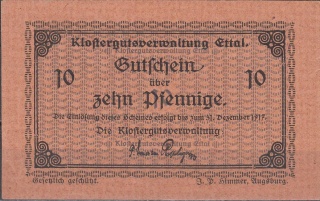 Klostergutsverwaltung Ettal.
10 Gutschein 10
über
zehn Pfennige.
Die Einlösung dieses Scheines erfolgt bis zum 31. Dezember 1917.
Die Klostergutsverwaltung
Gesetzlich geschützt. J. P. Himmer, Augsburg.